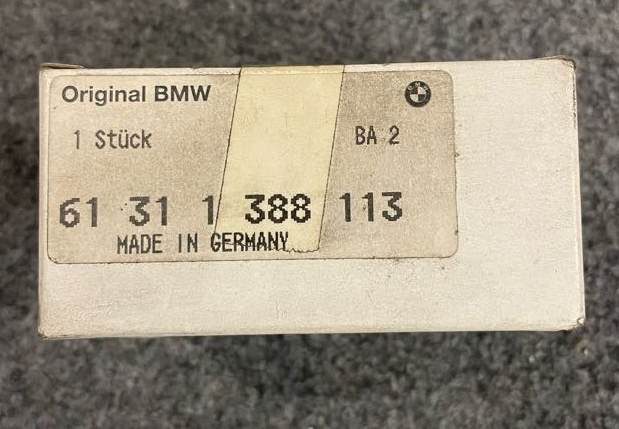 Original BMW
1 Stück BA 2
61 31 1 388 113
MADE IN GERMANY